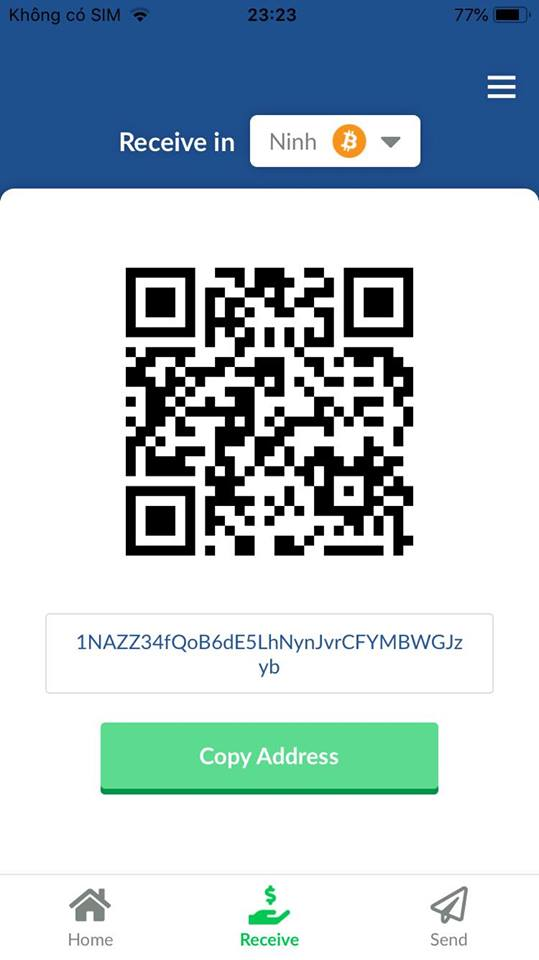 Không có SIM 23:23 77%
Receive in Ninh
1NAZZ34fQoB6dE5LhNynJvrCFYMBWGJz
yb
Copy Address
Home Receive Send